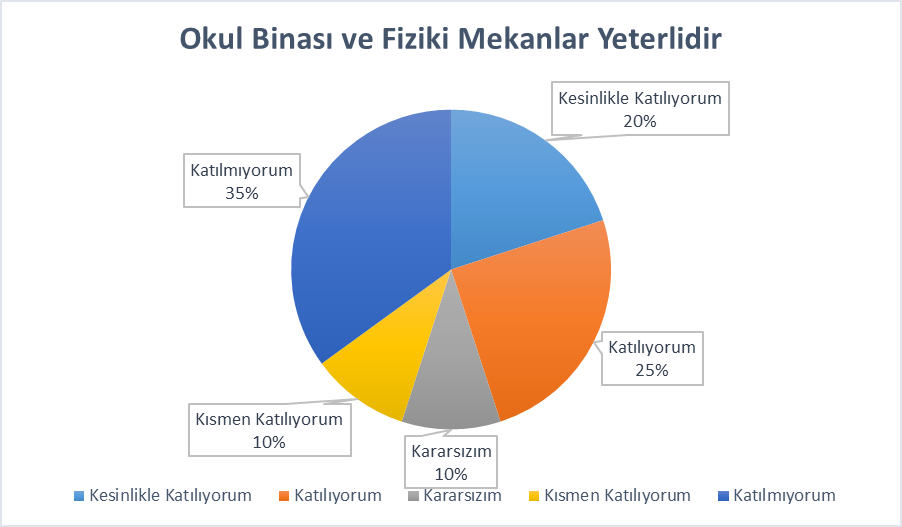 Okul Binası ve Fiziki Mekanlar Yeterlidir
Kesinlikle Katılıyorum
20%
Katılmıyorum
35%
Katılıyorum
25%
Kısmen Katılıyorum
10%
Kararsızım
10%
Kesinlikle Katılıyorum Katılıyorum Kararsızım Kısmen Katılıyorum Katılmıyorum